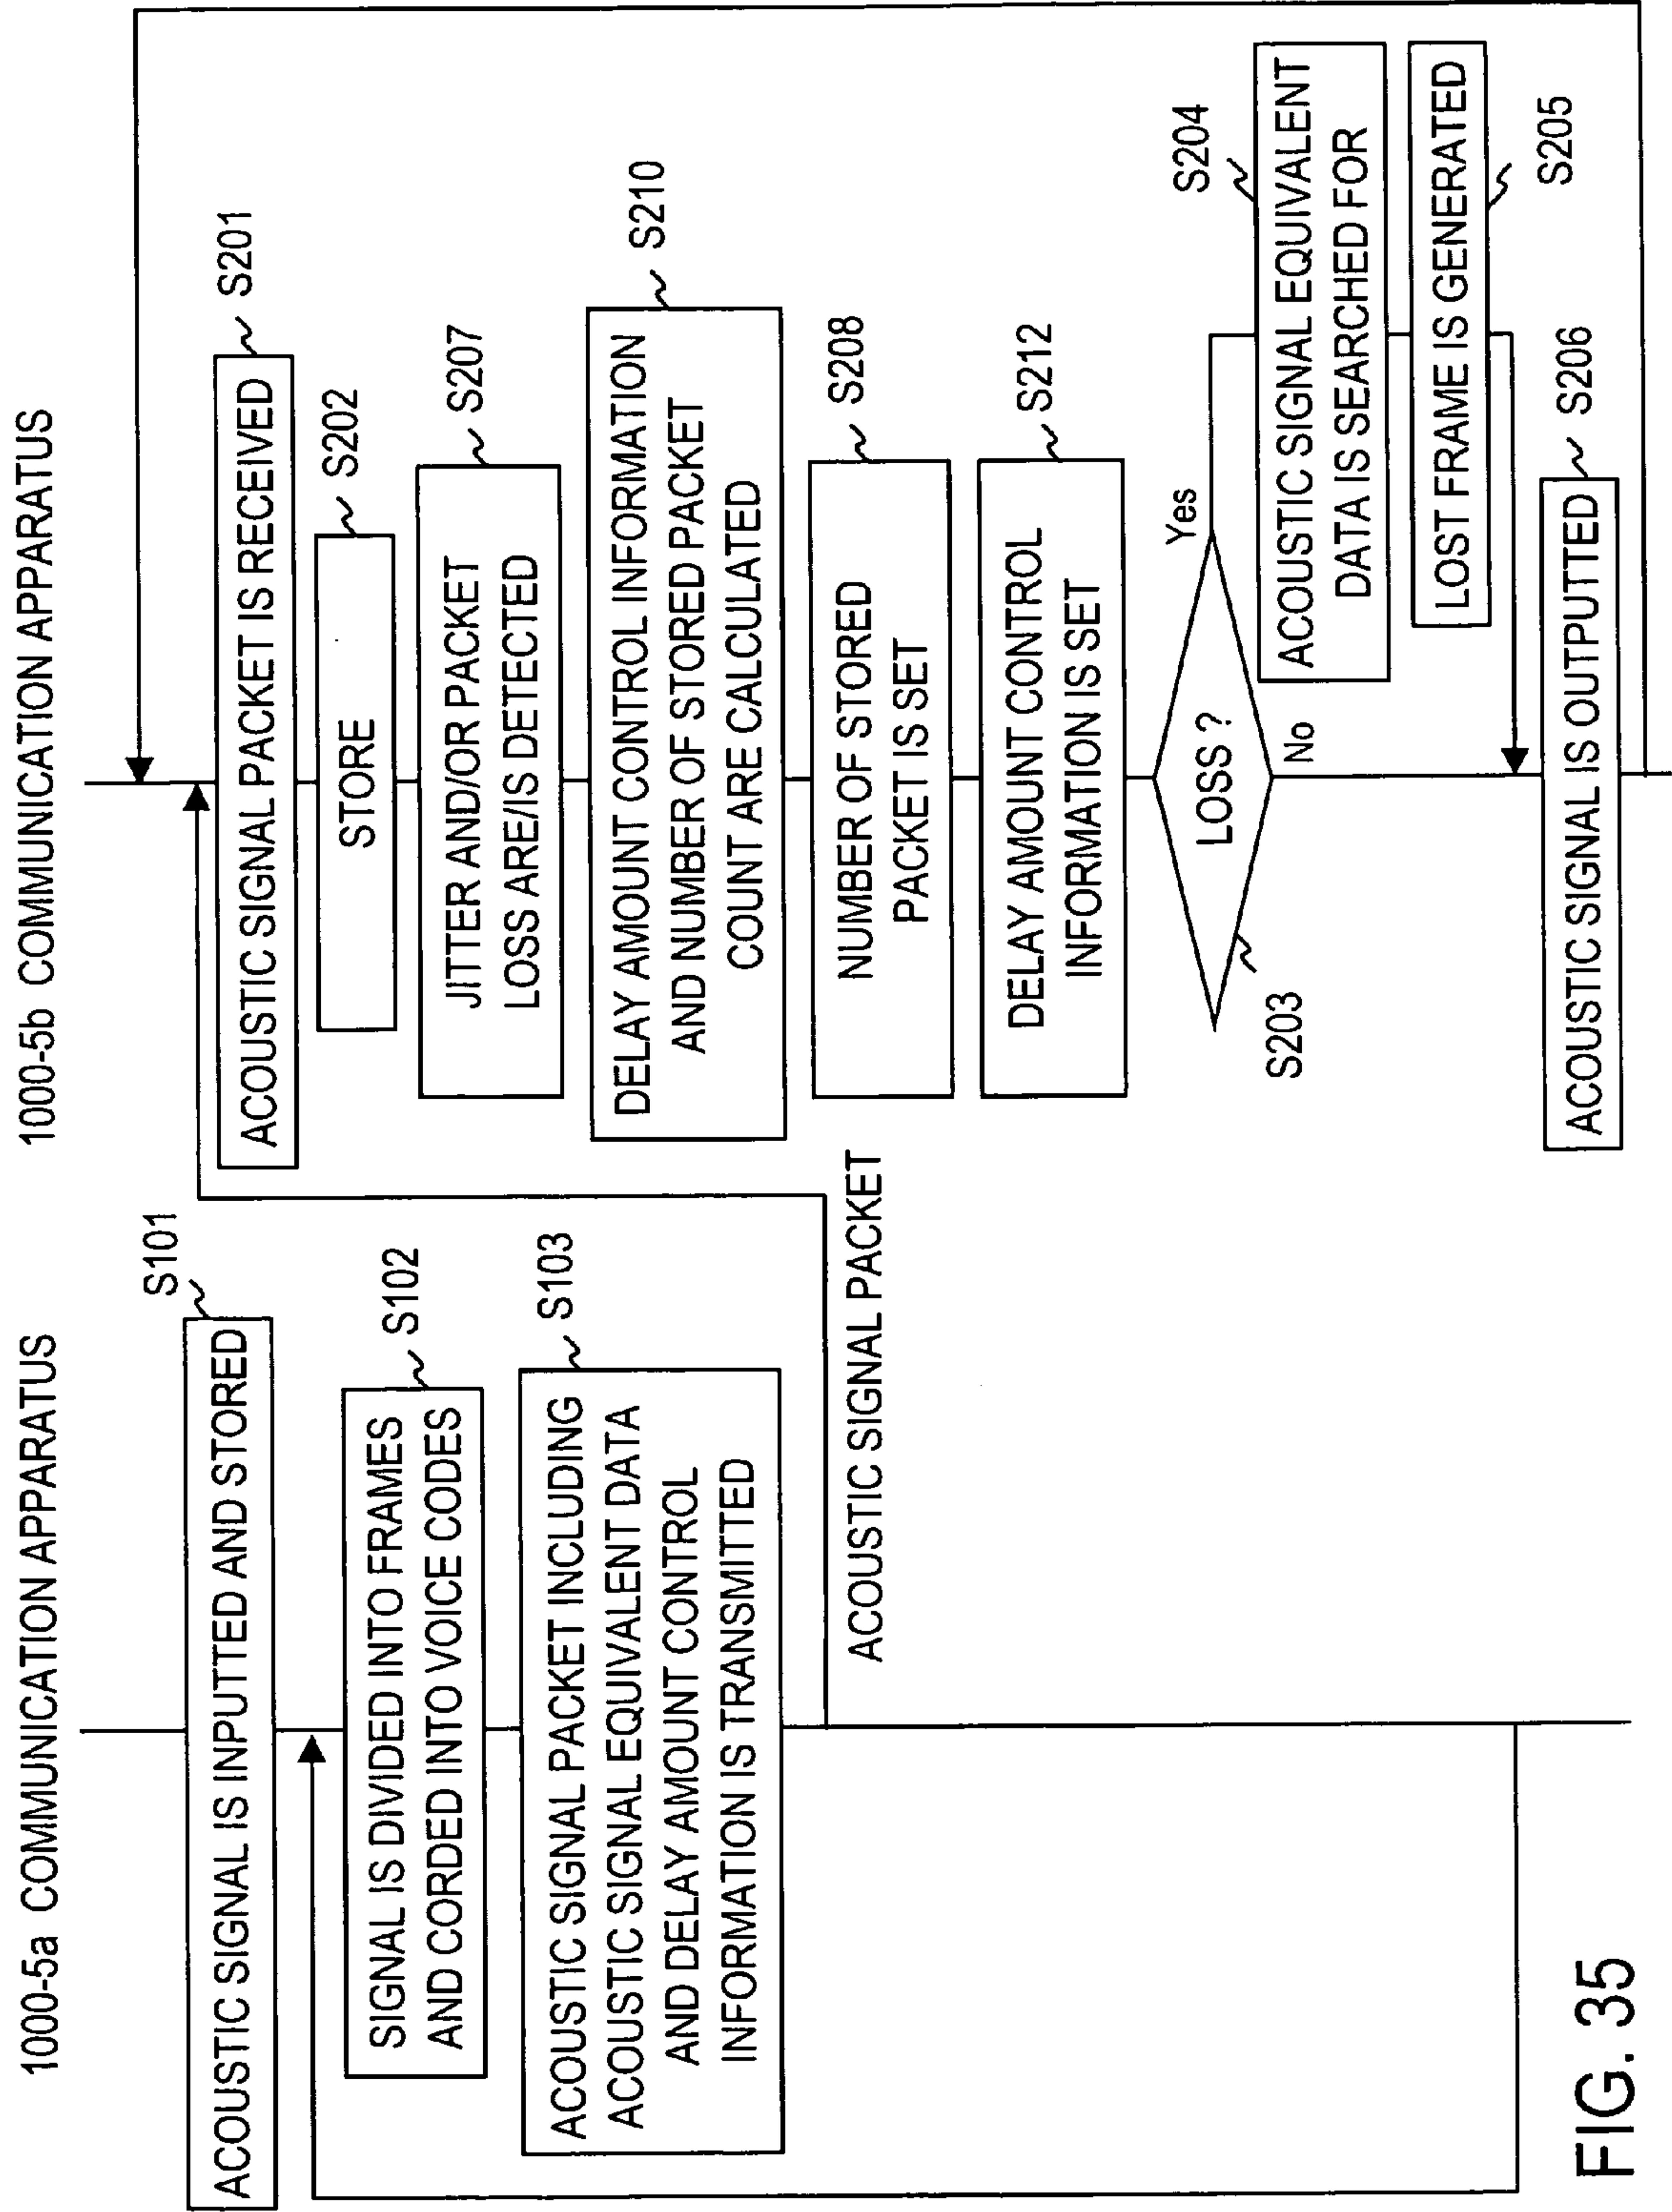 1000-5a COMMUNICATION APPARATUS
S101
ACOUSTIC SIGNAL IS INPUTTED AND STORED
S102
SIGNAL IS DIVIDED INTO FRAMES
AND CORDED INTO VOICE CODES
S103
ACOUSTIC SIGNAL PACKET INCLUDING
ACOUSTIC SIGNAL EQUIVALENT DATA
AND DELAY AMOUNT CONTROL
INFORMATION IS TRANSMITTED
ACOUSTIC SIGNAL PACKET
1000-5b COMMUNICATION APPARATUS
ACOUSTIC SIGNAL PACKET IS RECEIVED
S201
STORE
S202
JITTER AND/OR PACKET
LOSS ARE/IS DETECTED
S207
DELAY AMOUNT CONTROL INFORMATION
AND NUMBER OF STORED PACKET
COUNT ARE CALCULATED
S210
NUMBER OF STORED
PACKET IS SET
S208
DELAY AMOUNT CONTROL
INFORMATION IS SET
S212
LOSS ?
S203
Yes
No
S204
ACOUSTIC SIGNAL EQUIVALENT
DATA IS SEARCHED FOR
LOST FRAME IS GENERATED
S205
ACOUSTIC SIGNAL IS OUTPUTTED
S206
FIG. 35